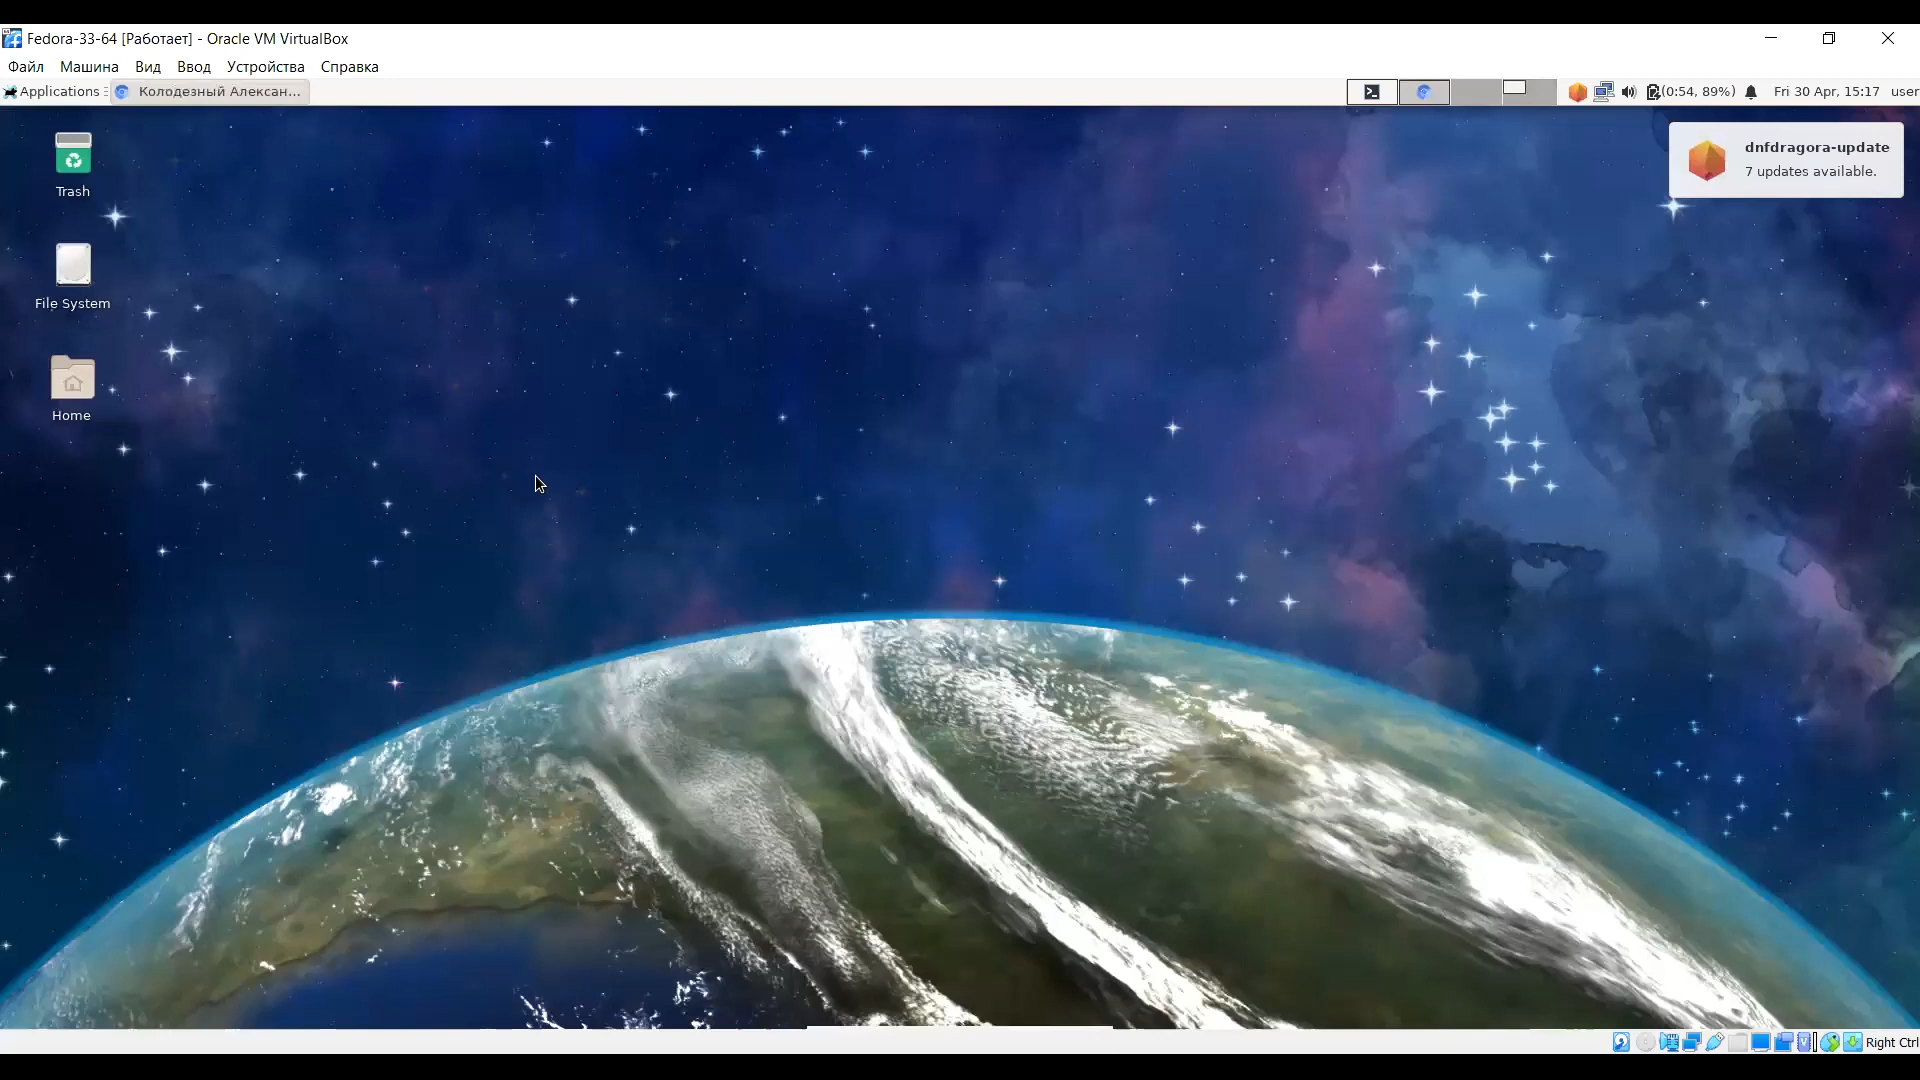 Fedora-33-64 [Работает] - Oracle VM VirtualBox
Файл Машина Вид Ввод Устройства Справка
Applications Колодезный Алексан... (0:54, 89%) Fri 30 Apr, 15:17 user
dnfdragora-update
7 updates available.
Trash
File System
Home
Right Ctrl